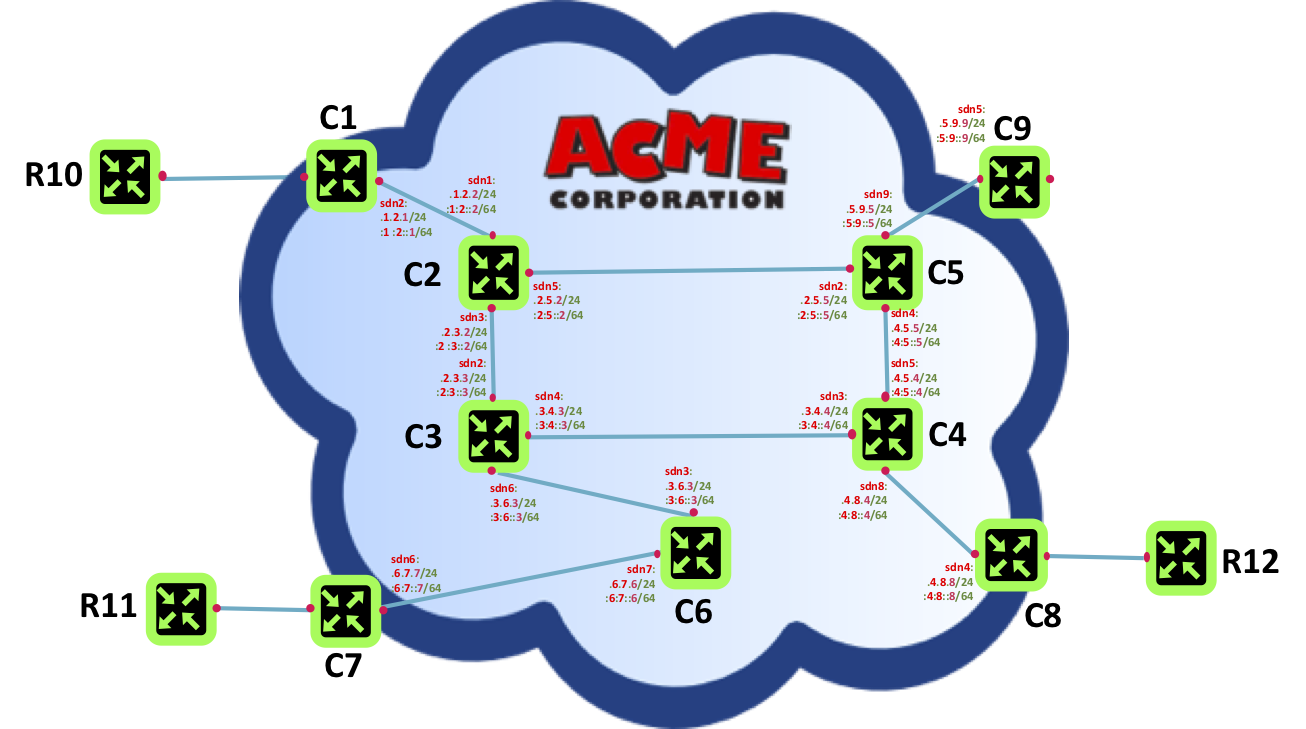 ACME
CORPORATION
R10
C1
sdn2:
.1.2.1/24
:1 :2::1/64
sdn1:
.1.2.2/24
:1:2::2/64
C2
sdn5:
.2.5.2/24
:2:5::2/64
sdn3:
.2.3.2/24
:2 :3::2/64
sdn2:
.2.3.3/24
:2:3::3/64
C3
sdn4:
.3.4.3/24
:3:4::3/64
sdn6:
.3.6.3/24
:3:6::3/64
sdn5:
.5.9.9/24
:5:9::9/64
C9
sdn9:
.5.9.5/24
:5:9::5/64
C5
sdn2:
.2.5.5/24
:2:5::5/64
sdn4:
.4.5.5/24
:4:5::5/64
sdn5:
.4.5.4/24
:4:5::4/64
sdn3:
.3.4.4/24
:3:4::4/64
C4
sdn8:
.4.8.4/24
:4:8::4/64
sdn3:
.3.6.3/24
:3:6::3/64
sdn7:
.6.7.6/24
:6:7::6/64
C6
sdn6:
.6.7.7/24
:6:7::7/64
R11
C7
sdn4:
.4.8.8/24
:4:8::8/64
C8
R12